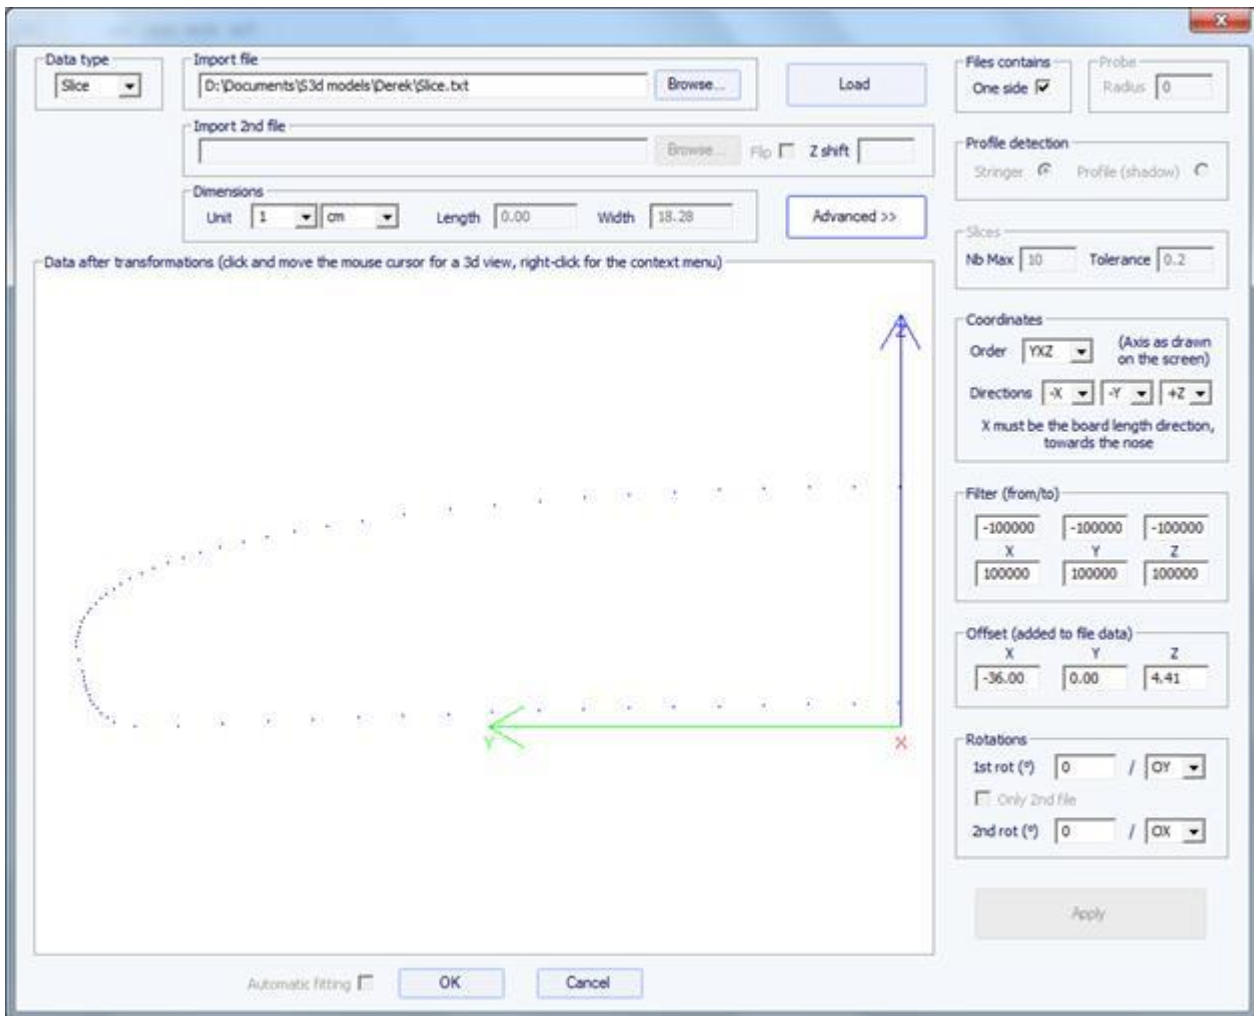 Data type
Slice
Import file
D:\Documents\S3d models\Derek\Slice.txt
Browse...
Load
Files contains
One side
Probe
Radius 0
Import 2nd file
Browse... Flip Z shift
Profile detection
Stringer Profile (shadow)
Dimensions
Unit 1 cm Length 0.00 Width 18.28
Advanced >>
Slices
Nb Max 10 Tolerance 0.2
Data after transformations (click and move the mouse cursor for a 3d view, right-click for the context menu)
Z
Y
X
Coordinates
Order YXZ (Axis as drawn
on the screen)
Directions -X -Y +Z
X must be the board length direction,
towards the nose
Filter (from/to)
-100000 -100000 -100000
X Y Z
100000 100000 100000
Offset (added to file data)
X Y Z
-36.00 0.00 4.41
Rotations
1st rot (°) 0 / OY
Only 2nd file
2nd rot (°) 0 / OX
Apply
Automatic fitting
OK
Cancel